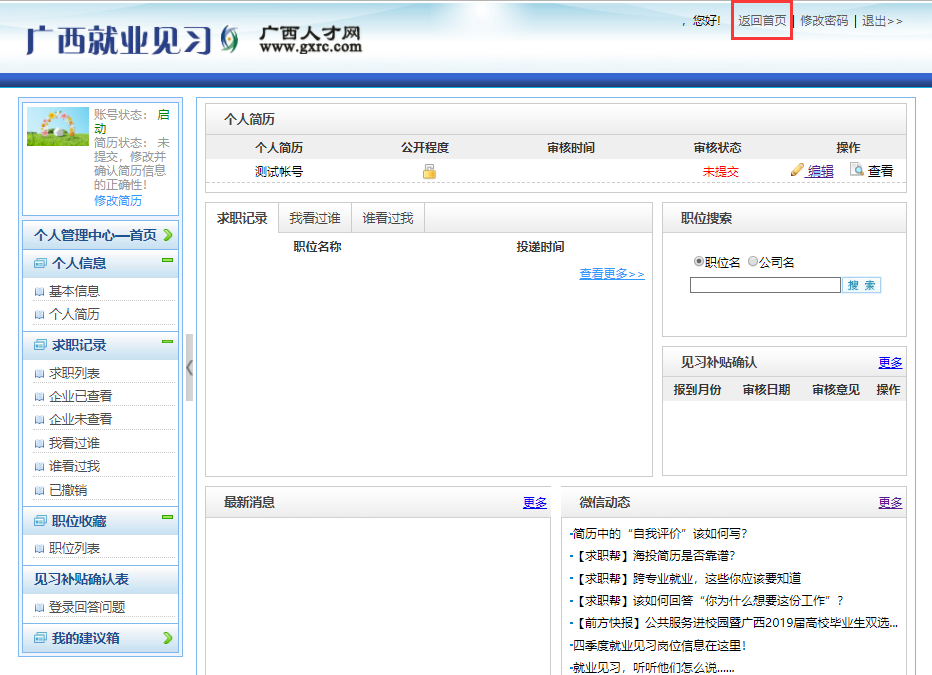 ，您好! 返回首页 | 修改密码 | 退出>>
广西就业见习 广西人才网
www.gxrc.com
账号状态： 启
动
简历状态： 未
提交，修改并
确认简历信息
的正确性！
修改简历
个人管理中心—首页
个人信息
基本信息
个人简历
求职记录
求职列表
企业已查看
企业未查看
我看过谁
谁看过我
已撤销
职位收藏
职位列表
见习补贴确认表
登录回答问题
我的建议箱
个人简历
个人简历 公开程度 审核时间 审核状态 操作
测试帐号 未提交 编辑 查看
求职记录 我看过谁 谁看过我
职位名称 投递时间
查看更多>>
职位搜索
职位名 公司名
搜 索
见习补贴确认 更多
报到月份 审核日期 审核意见 操作
最新消息 更多
微信动态 更多
·简历中的“自我评价”该如何写？
·【求职帮】海投简历是否靠谱？
·【求职帮】跨专业就业，这些你应该要知道
·【求职帮】该如何回答“你为什么想要这份工作”？
·【前方快报】公共服务进校园暨广西2019届高校毕业生双选...
·四季度就业见习岗位信息在这里！
·就业见习，听听他们怎么说......